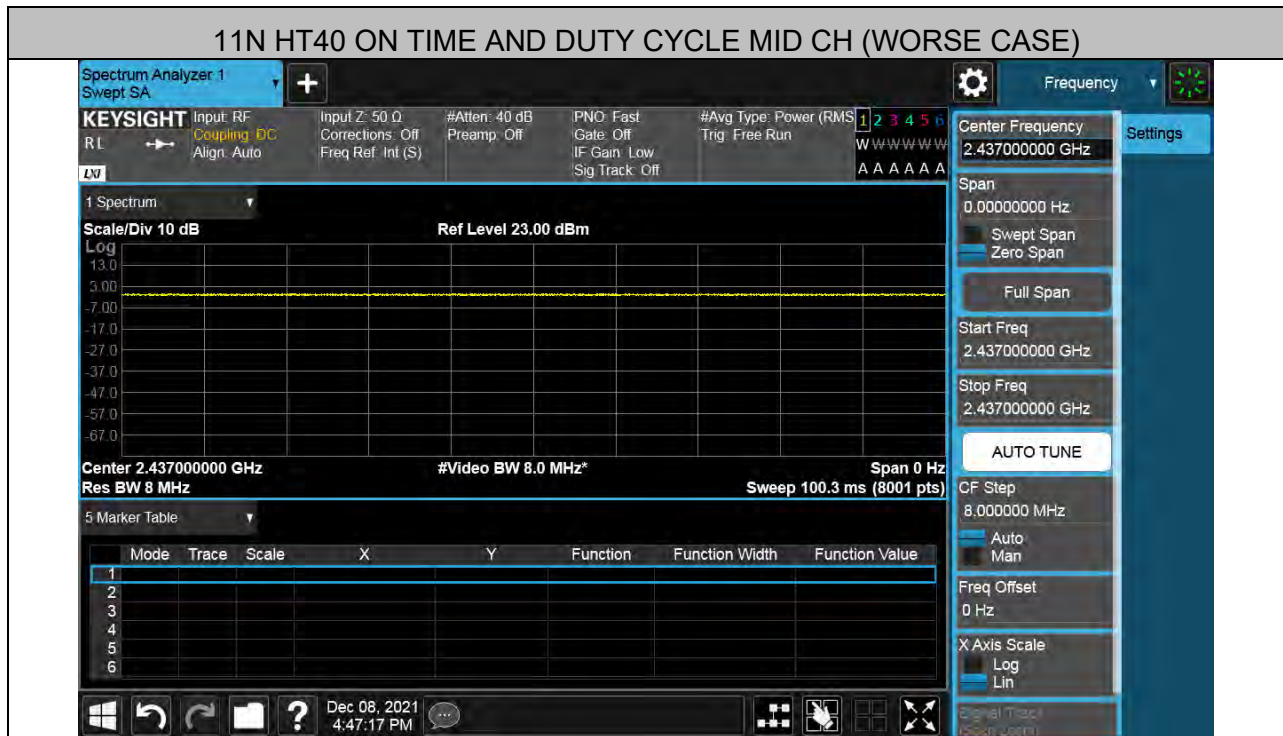 11N HT40 ON TIME AND DUTY CYCLE MID CH (WORSE CASE)
Spectrum Analyzer 1
Swept SA
Frequency
KEYSIGHT
RL
LXI
Input: RF
Coupling: DC
Align: Auto
Input Z: 50 Ω
Corrections: Off
Freq Ref: Int (S)
#Atten: 40 dB
Preamp: Off
PNO: Fast
Gate: Off
IF Gain: Low
Sig Track: Off
#Avg Type: Power (RMS
Trig: Free Run
1 2 3 4 5 6
W W W W W W
A A A A A A
1 Spectrum
Scale/Div 10 dB
Ref Level 23.00 dBm
Log
13.0
3.00
-7.00
-17.0
-27.0
-37.0
-47.0
-57.0
-67.0
Center 2.437000000 GHz
#Video BW 8.0 MHz*
Span 0 Hz
Res BW 8 MHz
Sweep 100.3 ms (8001 pts)
5 Marker Table
Mode Trace Scale X Y Function Function Width Function Value
1
2
3
4
5
6
Dec 08, 2021
4:47:17 PM
Center Frequency
2.437000000 GHz
Settings
Span
0.00000000 Hz
Swept Span
Zero Span
Full Span
Start Freq
2.437000000 GHz
Stop Freq
2.437000000 GHz
AUTO TUNE
CF Step
8.000000 MHz
Auto
Man
Freq Offset
0 Hz
X Axis Scale
Log
Lin
Signal Track